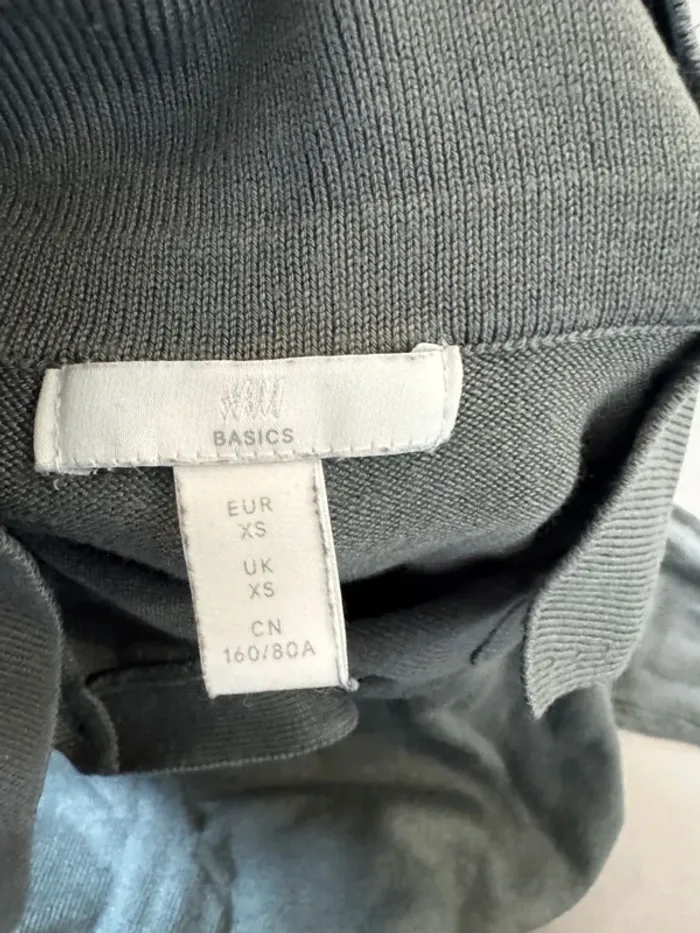 H&M
BASICS
EUR
XS
UK
XS
CN
160/80A